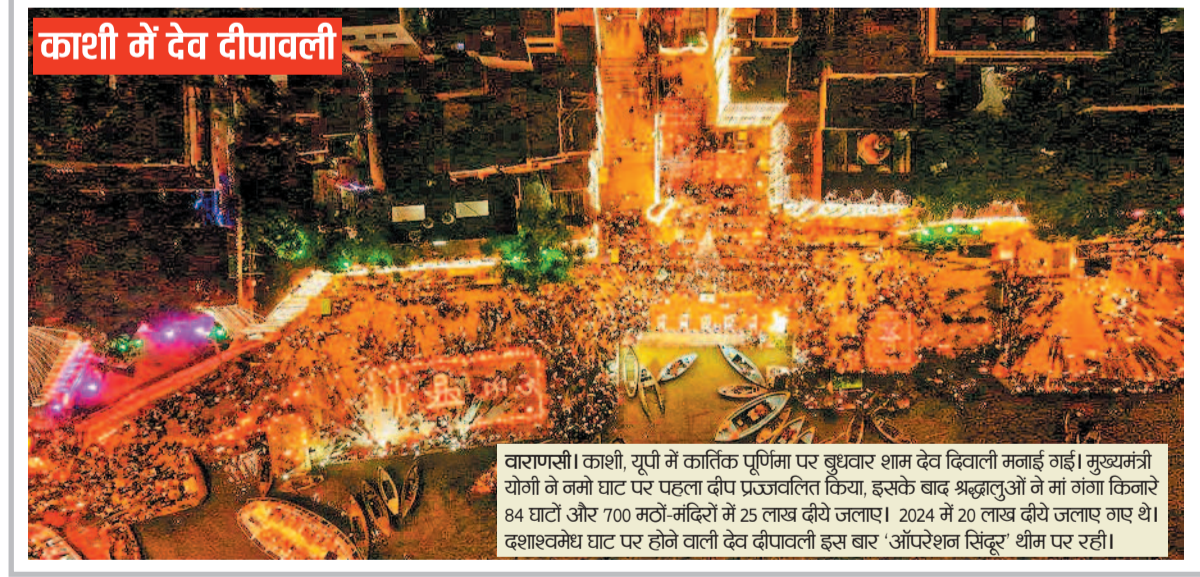 काशी में देव दीपावली
वाराणसी। काशी, यूपी में कार्तिक पूर्णिमा पर बुधवार शाम देव दिवाली मनाई गई। मुख्यमंत्री
योगी ने नमो घाट पर पहला दीप प्रज्जवलित किया, इसके बाद श्रद्धालुओं ने मां गंगा किनारे
84 घाटों और 700 मठों-मंदिरों में 25 लाख दीये जलाए। 2024 में 20 लाख दीये जलाए गए थे।
दशाश्वमेध घाट पर होने वाली देव दीपावली इस बार ‘ऑपरेशन सिंदूर’ थीम पर रही।